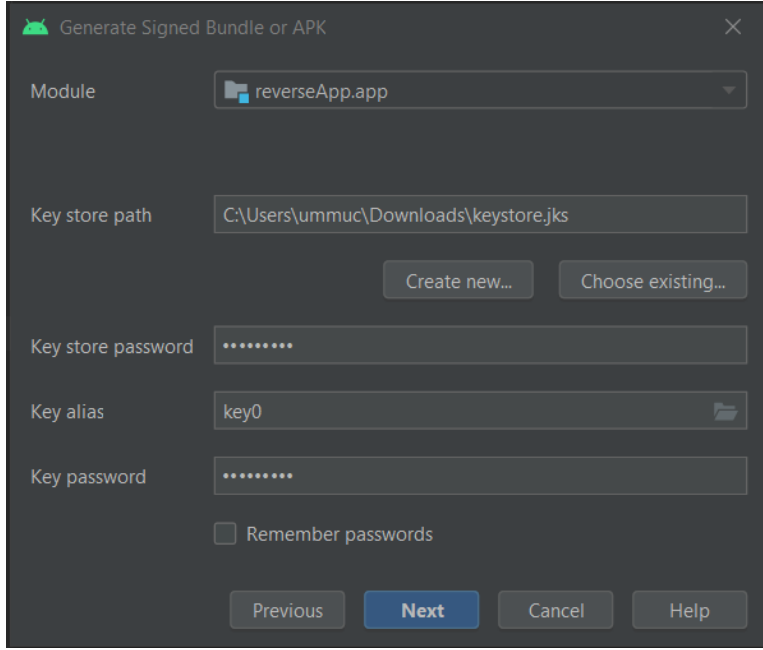 Generate Signed Bundle or APK
Module reverseApp.app
Key store path C:\Users\ummuc\Downloads\keystore.jks
Create new... Choose existing...
Key store password •••••••••
Key alias key0
Key password •••••••••
Remember passwords
Previous Next Cancel Help